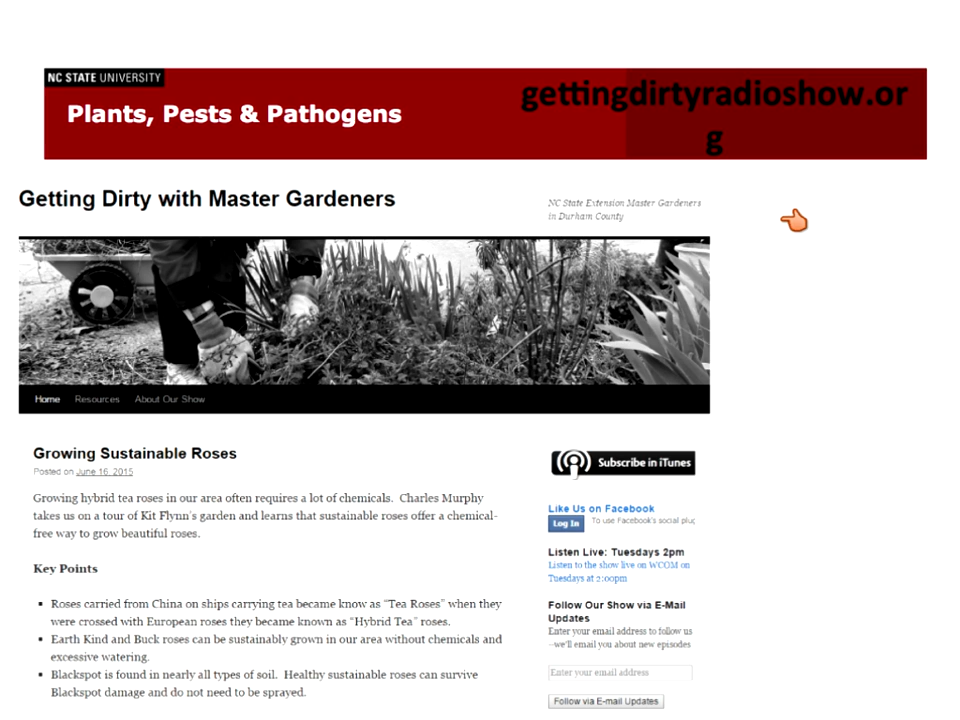 NC STATE UNIVERSITY
Plants, Pests & Pathogens
gettingdirtyradioshow.or
g
Getting Dirty with Master Gardeners
NC State Extension Master Gardeners
in Durham County
Home Resources About Our Show
Growing Sustainable Roses
Posted on June 16, 2015
Growing hybrid tea roses in our area often requires a lot of chemicals. Charles Murphy
takes us on a tour of Kit Flynn's garden and learns that sustainable roses offer a chemical-
free way to grow beautiful roses.
Key Points
Roses carried from China on ships carrying tea became know as "Tea Roses" when they
were crossed with European roses they became known as "Hybrid Tea" roses.
Earth Kind and Buck roses can be sustainably grown in our area without chemicals and
excessive watering.
Blackspot is found in nearly all types of soil. Healthy sustainable roses can survive
Blackspot damage and do not need to be sprayed.
Subscribe in iTunes
Like Us on Facebook
Log In To use Facebook's social plug
Listen Live: Tuesdays 2pm
Listen to the show live on WCOM on
Tuesdays at 2:00pm
Follow Our Show via E-Mail
Updates
Enter your email address to follow us
--we'll email you about new episodes
Enter your email address
Follow via E-mail Updates